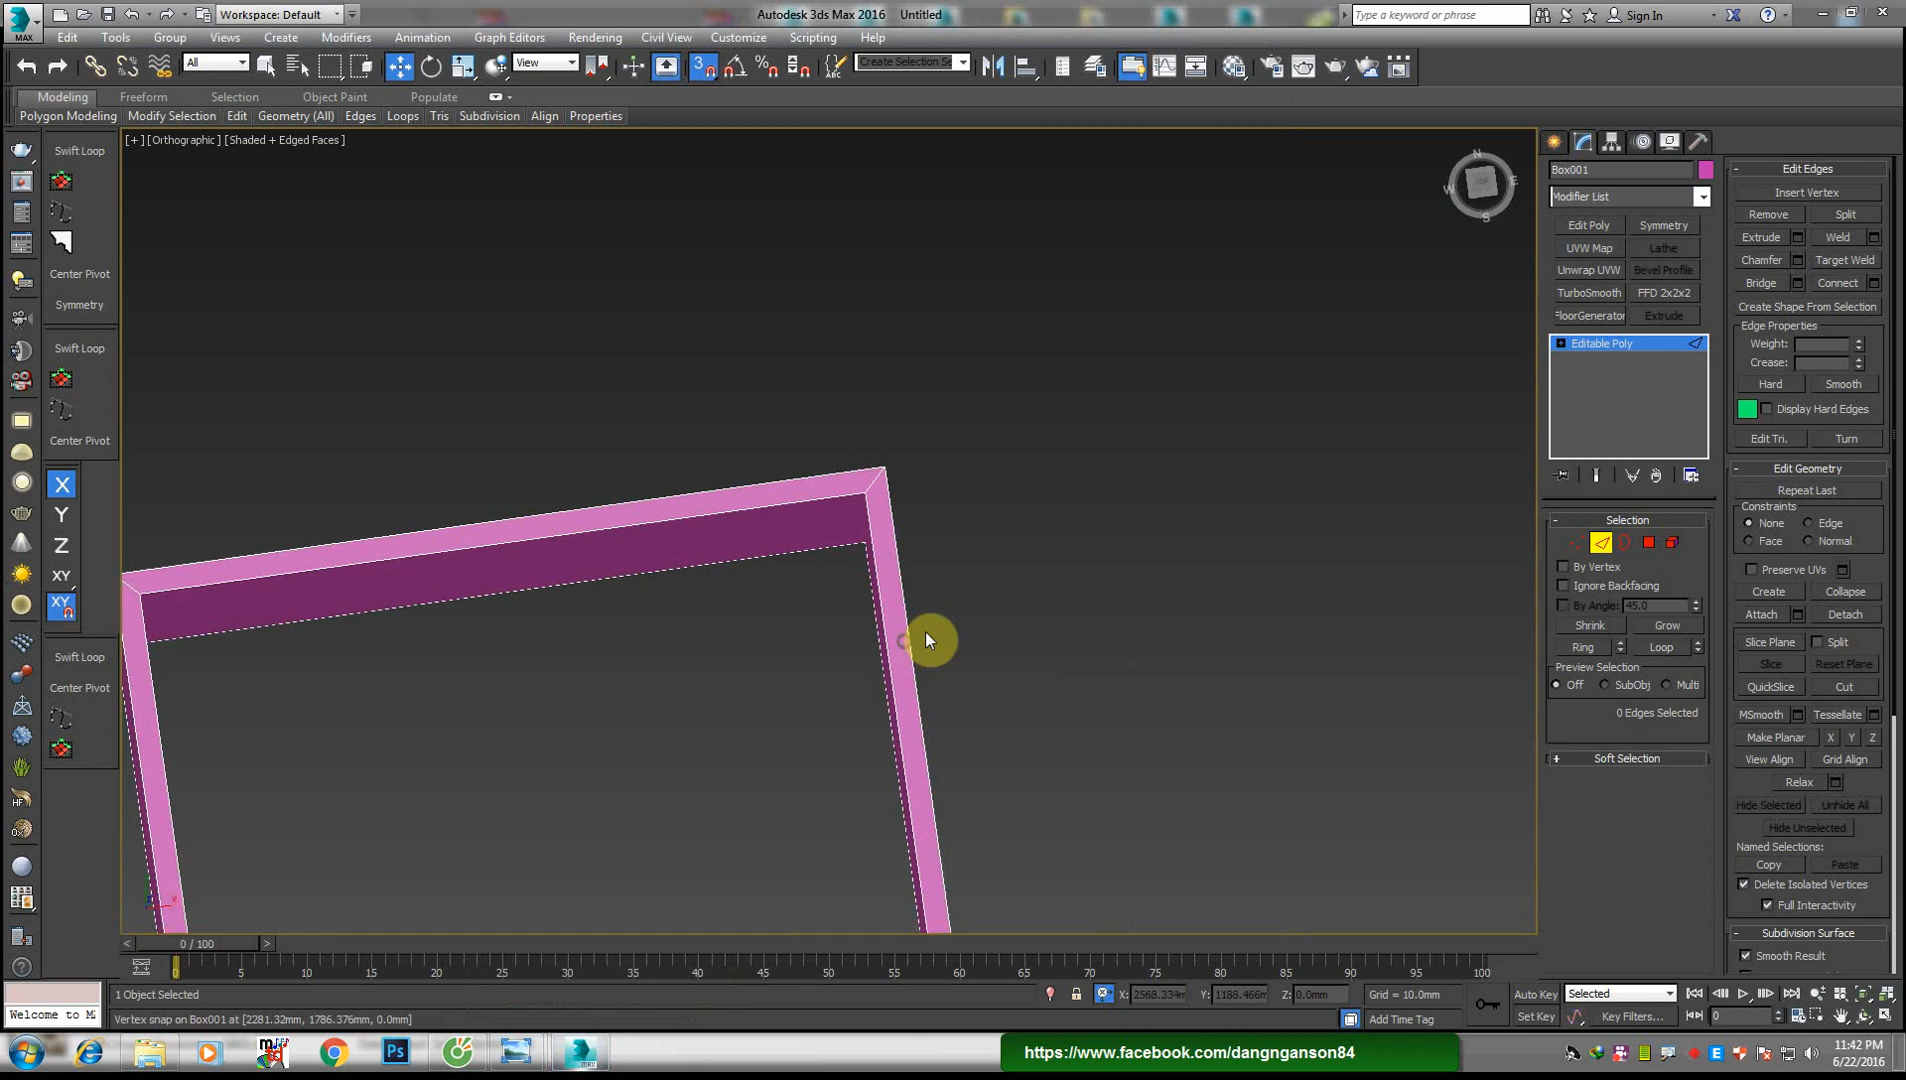 Workspace: Default
Autodesk 3ds Max 2016 Untitled
Type a keyword or phrase
Sign In
MAX
Edit Tools Group Views Create Modifiers Animation Graph Editors Rendering Civil View Customize Scripting Help
All
View
3
ABC
Create Selection Se
Modeling Freeform Selection Object Paint Populate
Polygon Modeling Modify Selection Edit Geometry (All) Edges Loops Tris Subdivision Align Properties
Swift Loop
Center Pivot
Symmetry
Swift Loop
Center Pivot
X
Y
Z
XY
XY
Swift Loop
Center Pivot
HF
[+] [Orthographic] [Shaded + Edged Faces]
N
W
E
S
TOP
x
Box001
Modifier List
Edit Poly Symmetry
UVW Map Lathe
Unwrap UVW Bevel Profile
TurboSmooth FFD 2x2x2
FloorGenerator Extrude
Editable Poly
Selection
By Vertex
Ignore Backfacing
By Angle: 45.0
Shrink Grow
Ring Loop
Preview Selection
Off SubObj Multi
0 Edges Selected
Soft Selection
Edit Edges
Insert Vertex
Remove Split
Extrude Weld
Chamfer Target Weld
Bridge Connect
Create Shape From Selection
Edge Properties
Weight:
Crease:
Hard Smooth
Display Hard Edges
Edit Tri. Turn
Edit Geometry
Repeat Last
Constraints
None Edge
Face Normal
Preserve UVs
Create Collapse
Attach Detach
Slice Plane Split
Slice Reset Plane
QuickSlice Cut
MSmooth Tessellate
Make Planar X Y Z
View Align Grid Align
Relax
Hide Selected Unhide All
Hide Unselected
Named Selections:
Copy Paste
Delete Isolated Vertices
Full Interactivity
Subdivision Surface
Smooth Result
< 0 / 100 >
0 5 10 15 20 25 30 35 40 45 50 55 60 65 70 75 80 85 90 95 100
1 Object Selected
X: 2568.334m Y: 1188.466m Z: 0.0mm Grid = 10.0mm
Auto Key Selected
Welcome to M
Vertex snap on Box001 at [2281.32mm, 1786.376mm, 0.0mm]
Add Time Tag
Set Key Key Filters... 0
Ps
MAX
https://www.facebook.com/dangnganson84
E
11:42 PM
6/22/2016